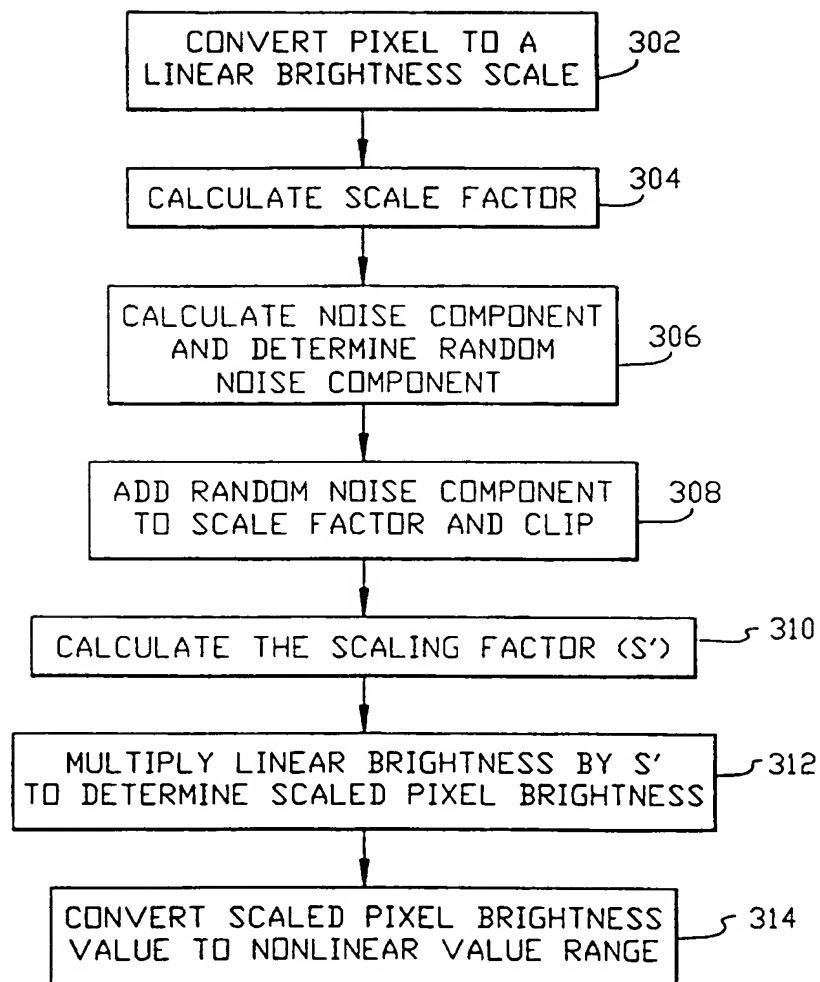 CONVERT PIXEL TO A
LINEAR BRIGHTNESS SCALE
302
CALCULATE SCALE FACTOR
304
CALCULATE NOISE COMPONENT
AND DETERMINE RANDOM
NOISE COMPONENT
306
ADD RANDOM NOISE COMPONENT
TO SCALE FACTOR AND CLIP
308
CALCULATE THE SCALING FACTOR (S')
310
MULTIPLY LINEAR BRIGHTNESS BY S'
TO DETERMINE SCALED PIXEL BRIGHTNESS
312
CONVERT SCALED PIXEL BRIGHTNESS
VALUE TO NONLINEAR VALUE RANGE
314